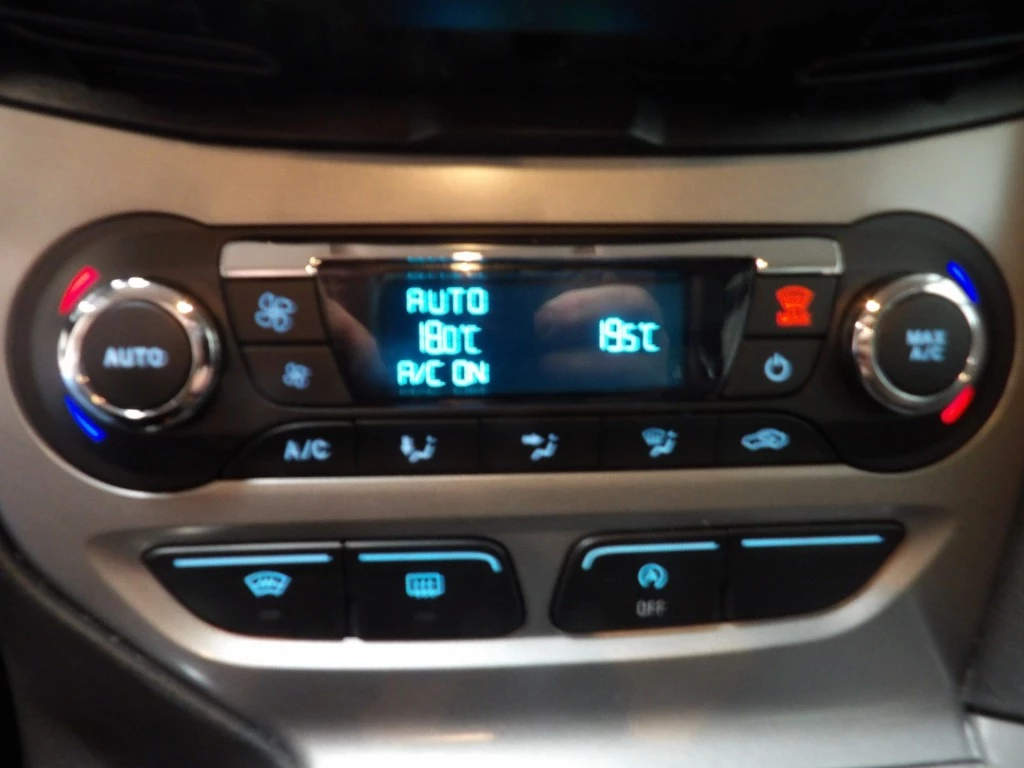 AUTO
AUTO
18.0°C
19.5°C
A/C ON
MAX
A/C
A/C
OFF